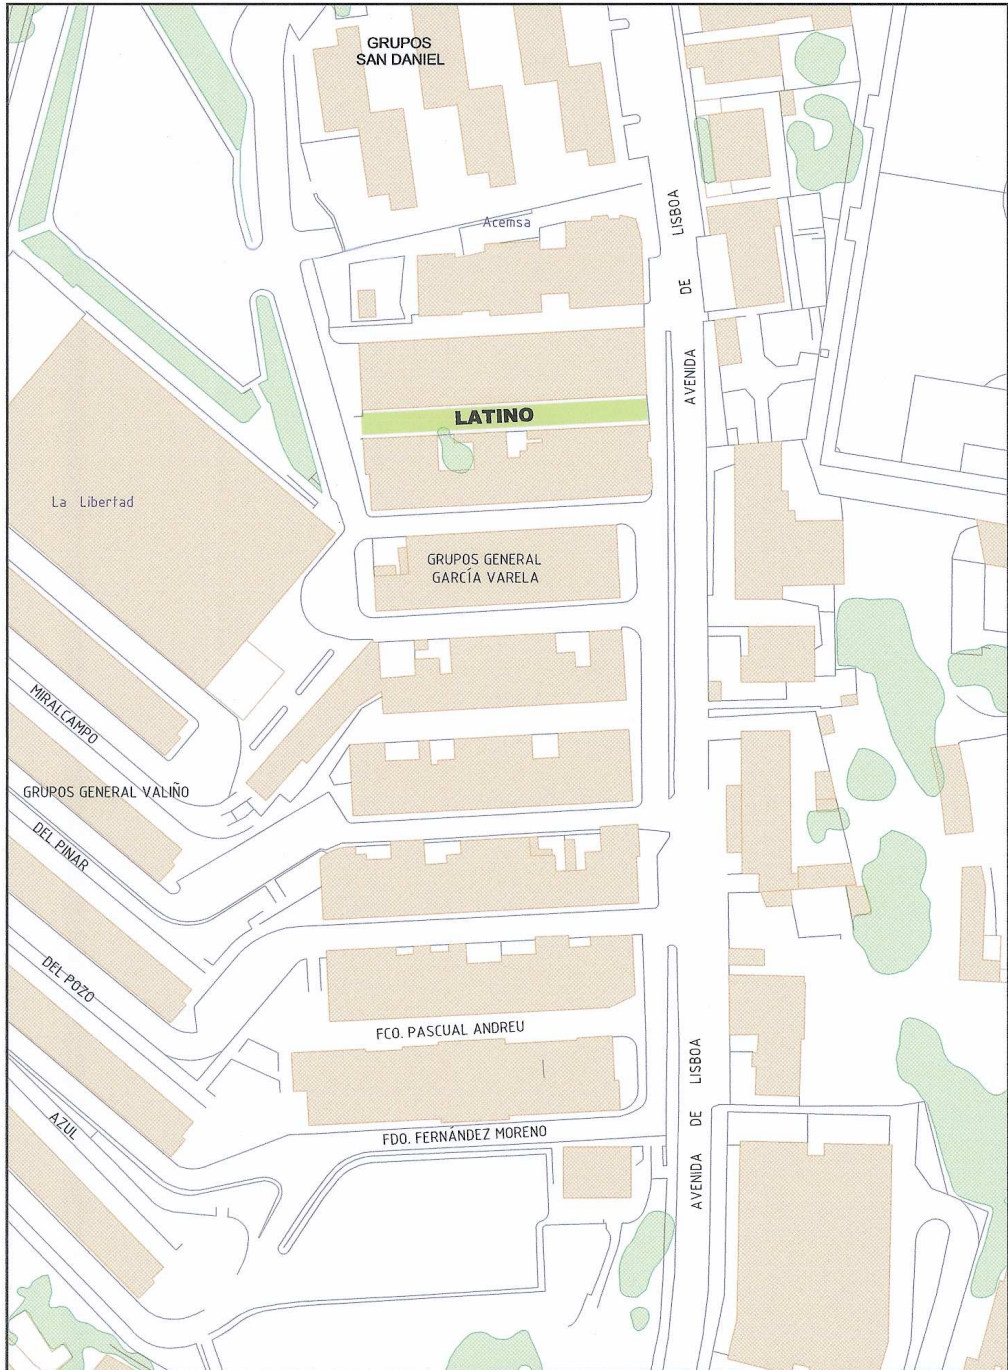 GRUPOS
SAN DANIEL
Acemsa
AVENIDA DE LISBOA
LATINO
La Libertad
GRUPOS GENERAL
GARCÍA VARELA
MIRALCAMPO
GRUPOS GENERAL VALIÑO
DEL PINAR
DEL POZO
FCO. PASCUAL ANDREU
AVENIDA DE LISBOA
AZUL
FDO. FERNÁNDEZ MORENO